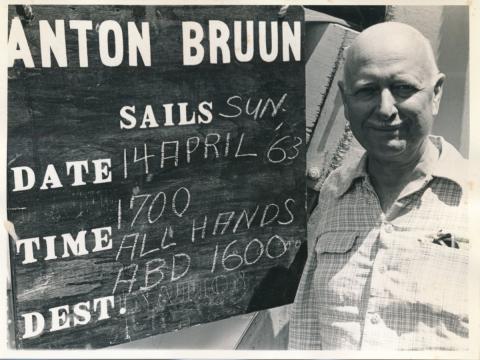 ANTON BRUUN
SAILS SUN.
DATE 14 APRIL 63
TIME 1700
ALL HANDS
ABD 1600
DEST.